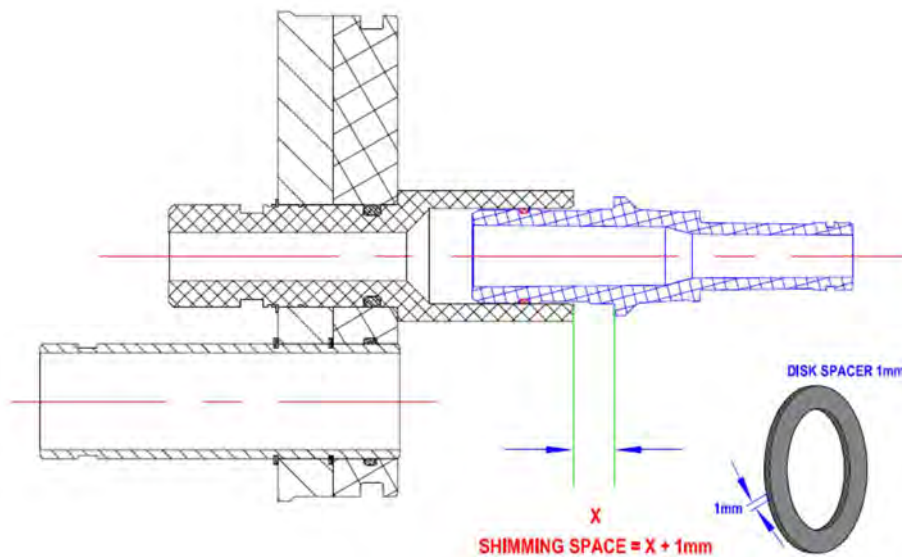 DISK SPACER 1mm
1mm
X
SHIMMING SPACE = X + 1mm